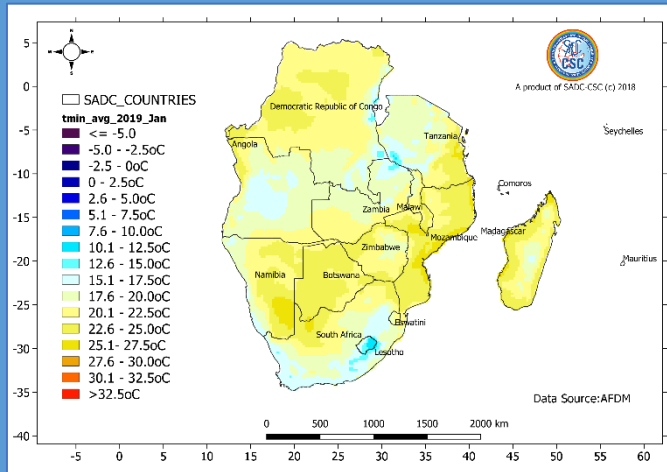 5
0
-5
-10
-15
-20
-25
-30
-35
-40
-5
0
5
10
15
20
25
30
35
40
45
50
55
60
SADC_COUNTRIES
tmin_avg_2019_Jan
<= -5.0
-5.0 - -2.5oC
-2.5 - 0oC
0 - 2.5oC
2.6 - 5.0oC
5.1 - 7.5oC
7.6 - 10.0oC
10.1 - 12.5oC
12.6 - 15.0oC
15.1 - 17.5oC
17.6 - 20.0oC
20.1 - 22.5oC
22.6 - 25.0oC
25.1- 27.5oC
27.6 - 30.0oC
30.1 - 32.5oC
>32.5oC
CSC
A product of SADC-CSC (c) 2018
Democratic Republic of Congo
Tanzania
Seychelles
Angola
Comoros
Zambia
Malawi
Mozambique
Madagascar
Zimbabwe
Mauritius
Namibia
Botswana
Eswatini
South Africa
Lesotho
Data Source:AFDM
0 500 1000 1500 2000 km